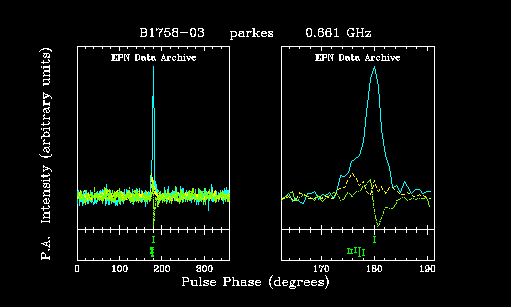 B1758-03 parkes 0.661 GHz
EPN Data Archive EPN Data Archive
P.A. Intensity (arbitrary units)
0 100 200 300 170 180 190
Pulse Phase (degrees)